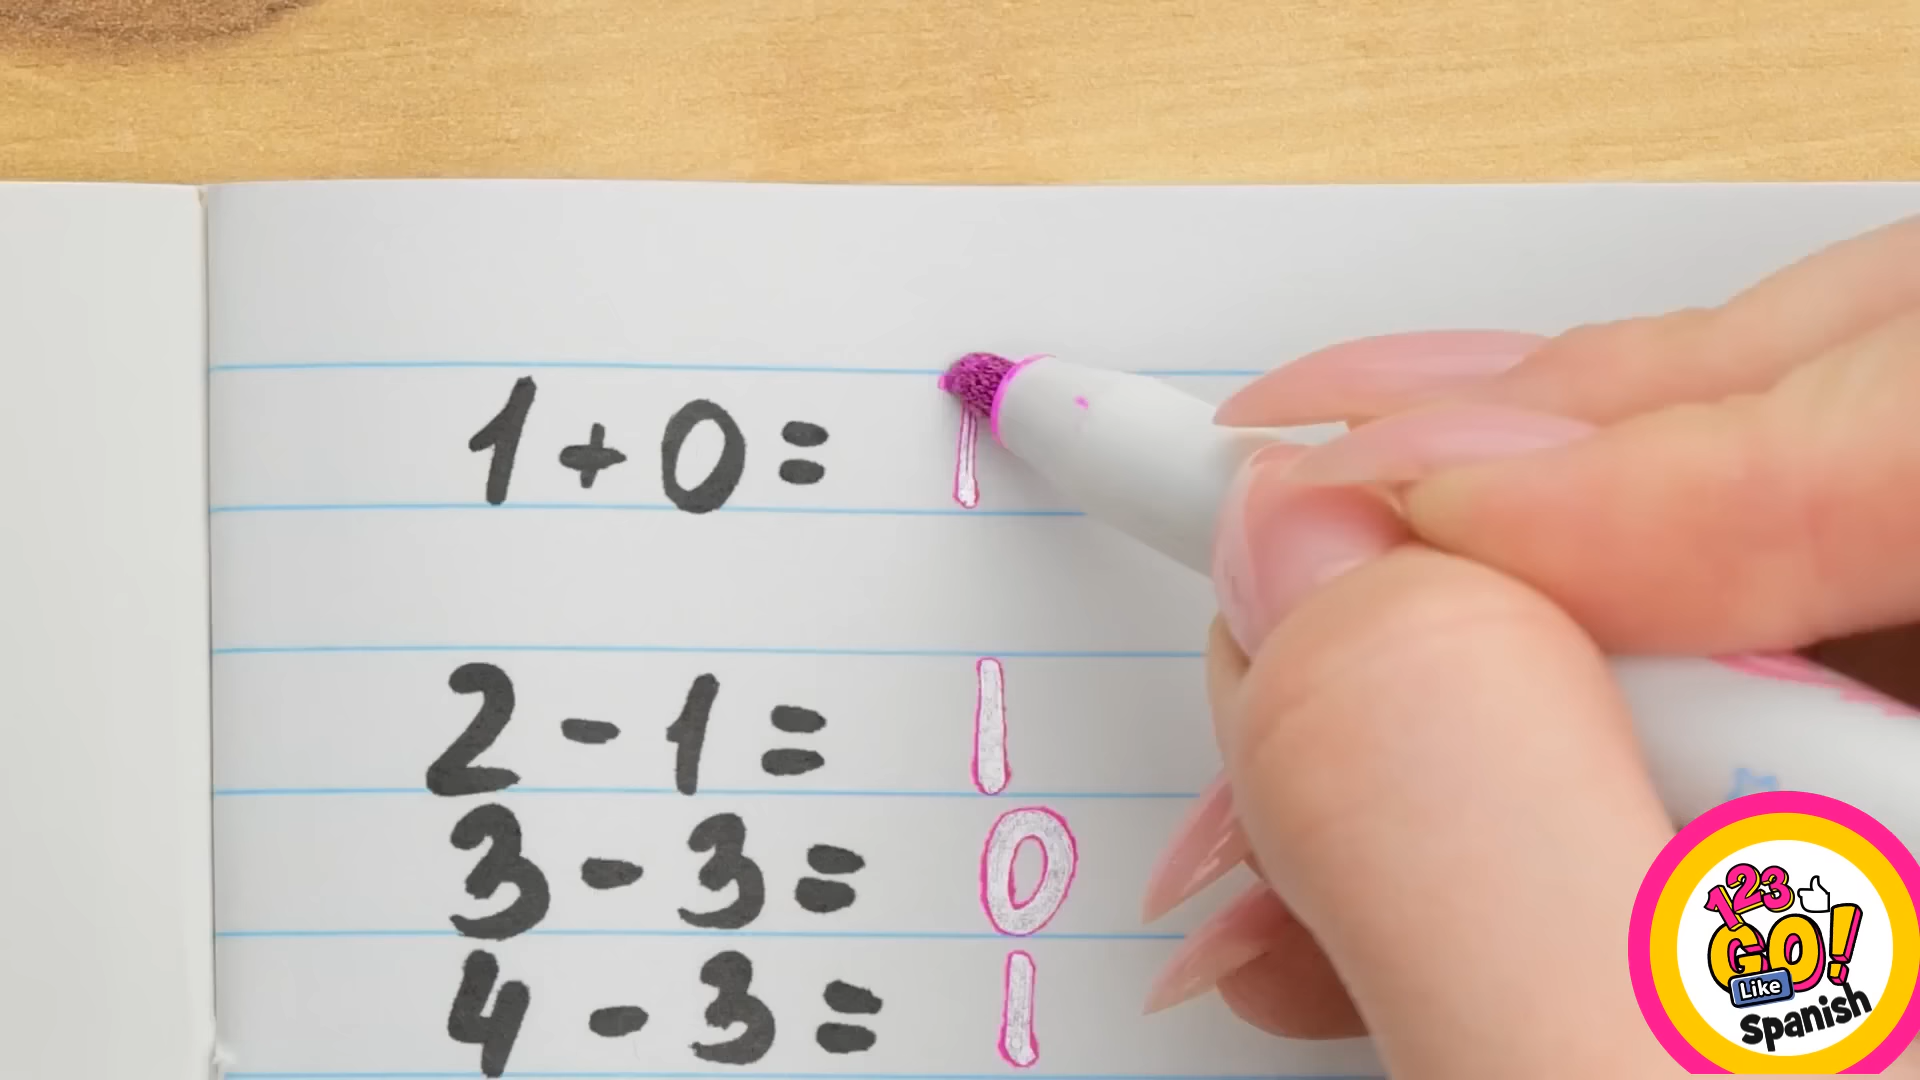 1 + 0 = 1
2 - 1 = 1
3 - 3 = 0
4 - 3 = 1
123
GO!
Like
Spanish